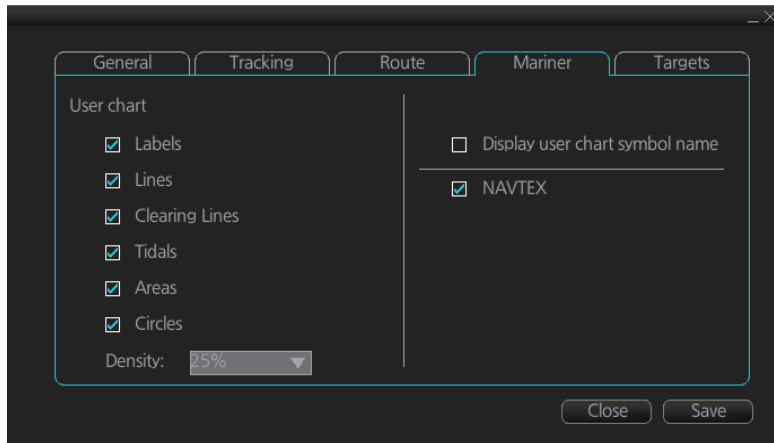 General
Tracking
Route
Mariner
Targets
User chart
Labels
Lines
Clearing Lines
Tidals
Areas
Circles
Density: 25%
Display user chart symbol name
NAVTEX
Close
Save